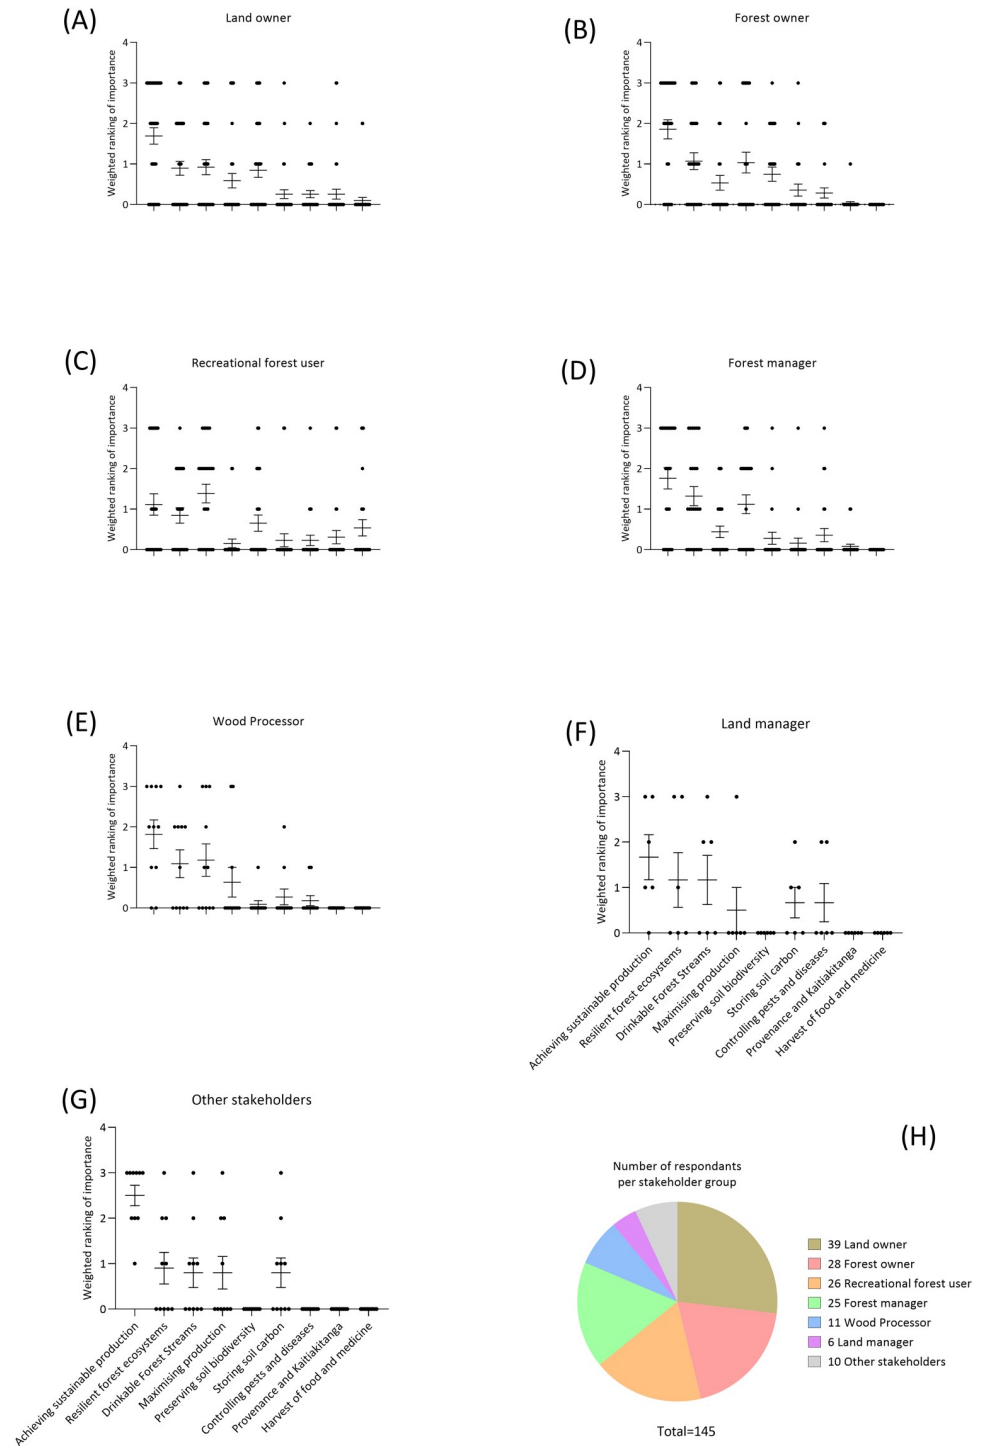 (A)
Land owner
Weighted ranking of importance
4
3
2
1
0
(B)
Forest owner
Weighted ranking of importance
4
3
2
1
0
(C)
Recreational forest user
Weighted ranking of importance
4
3
2
1
0
(D)
Forest manager
Weighted ranking of importance
4
3
2
1
0
(E)
Wood Processor
Weighted ranking of importance
4
3
2
1
0
(F)
Land manager
Weighted ranking of importance
4
3
2
1
0
Achieving sustainable production
Resilient forest ecosystems
Drinkable Forest Streams
Maximising production
Preserving soil biodiversity
Storing soil carbon
Controlling pests and diseases
Provenance and Kaitiakitanga
Harvest of food and medicine
(G)
Other stakeholders
Weighted ranking of importance
4
3
2
1
0
Achieving sustainable production
Resilient forest ecosystems
Drinkable Forest Streams
Maximising production
Preserving soil biodiversity
Storing soil carbon
Controlling pests and diseases
Provenance and Kaitiakitanga
Harvest of food and medicine
(H)
Number of respondants
per stakeholder group
39 Land owner
28 Forest owner
26 Recreational forest user
25 Forest manager
11 Wood Processor
6 Land manager
10 Other stakeholders
Total=145